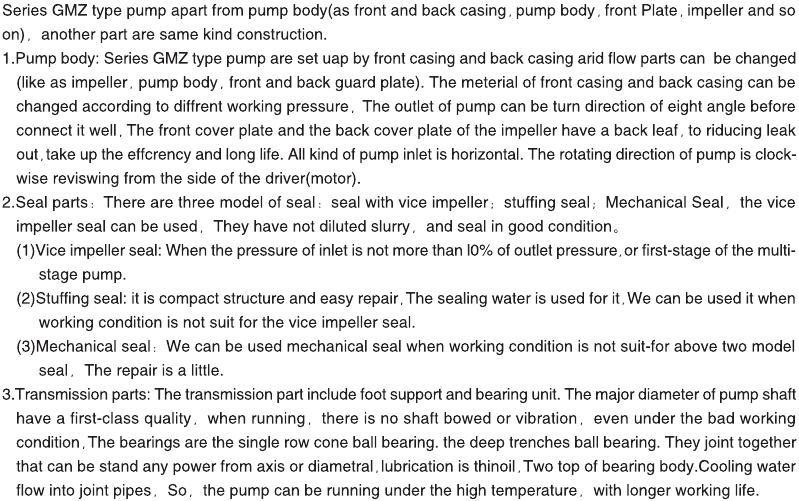 Series GMZ type pump apart from pump body(as front and back casing, pump body, front Plate, impeller and so
on), another part are same kind construction.
1.Pump body: Series GMZ type pump are set uap by front casing and back casing arid flow parts can be changed
(like as impeller, pump body, front and back guard plate). The meterial of front casing and back casing can be
changed according to diffrent working pressure, The outlet of pump can be turn direction of eight angle before
connect it well, The front cover plate and the back cover plate of the impeller have a back leaf, to riducing leak
out, take up the effcrency and long life. All kind of pump inlet is horizontal. The rotating direction of pump is clock-
wise reviswing from the side of the driver(motor).
2.Seal parts: There are three model of seal: seal with vice impeller; stuffing seal; Mechanical Seal, the vice
impeller seal can be used, They have not diluted slurry, and seal in good condition。
(1)Vice impeller seal: When the pressure of inlet is not more than l0% of outlet pressure, or first-stage of the multi-
stage pump.
(2)Stuffing seal: it is compact structure and easy repair, The sealing water is used for it, We can be used it when
working condition is not suit for the vice impeller seal.
(3)Mechanical seal: We can be used mechanical seal when working condition is not suit-for above two model
seal, The repair is a little.
3.Transmission parts: The transmission part include foot support and bearing unit. The major diameter of pump shaft
have a first-class quality, when running, there is no shaft bowed or vibration, even under the bad working
condition, The bearings are the single row cone ball bearing. the deep trenches ball bearing. They joint together
that can be stand any power from axis or diametral, lubrication is thinoil, Two top of bearing body.Cooling water
flow into joint pipes, So, the pump can be running under the high temperature, with longer working life.